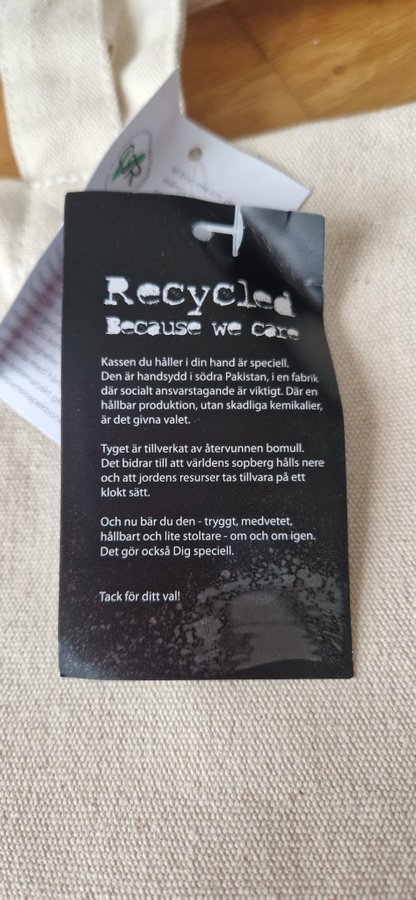 Recycled
Because we care
Kassen du håller i din hand är speciell.
Den är handsydd i södra Pakistan, i en fabrik
där socialt ansvarstagande är viktigt. Där en
hållbar produktion, utan skadliga kemikalier,
är det givna valet.
Tyget är tillverkat av återvunnen bomull.
Det bidrar till att världens sopberg hålls nere
och att jordens resurser tas tillvara på ett
klokt sätt.
Och nu bär du den - tryggt, medvetet,
hållbart och lite stoltare - om och om igen.
Det gör också Dig speciell.
Tack för ditt val!